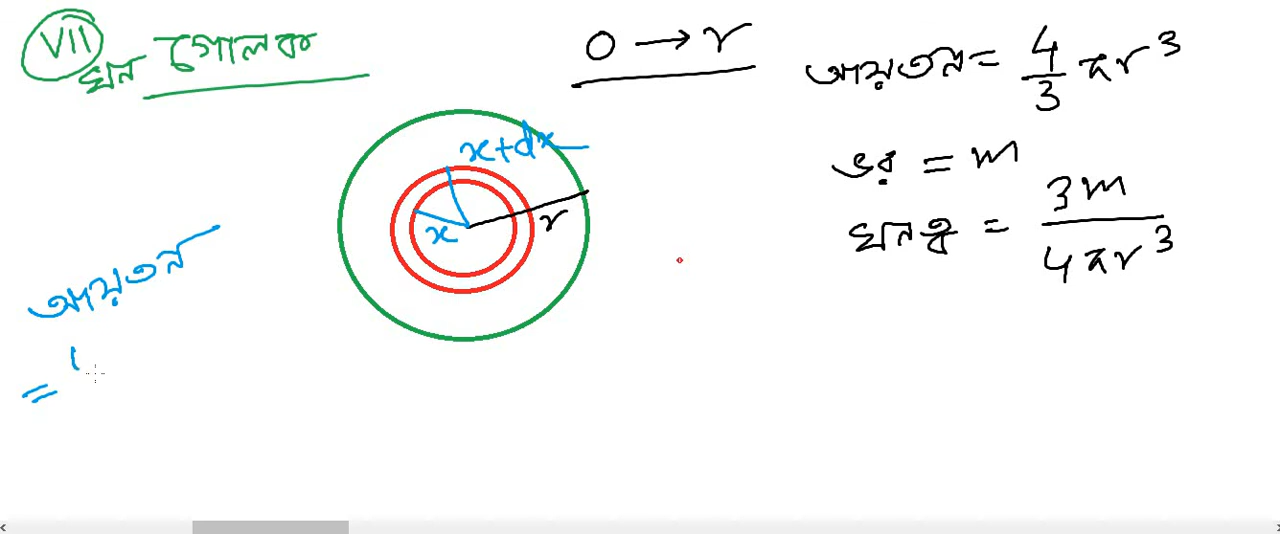 VII ঘন গোলক
0 → r
আয়তন = 4/3 πr³
ভর = m
ঘনত্ব = 3m/4πr³
x+dx
x
r
আয়তন
=